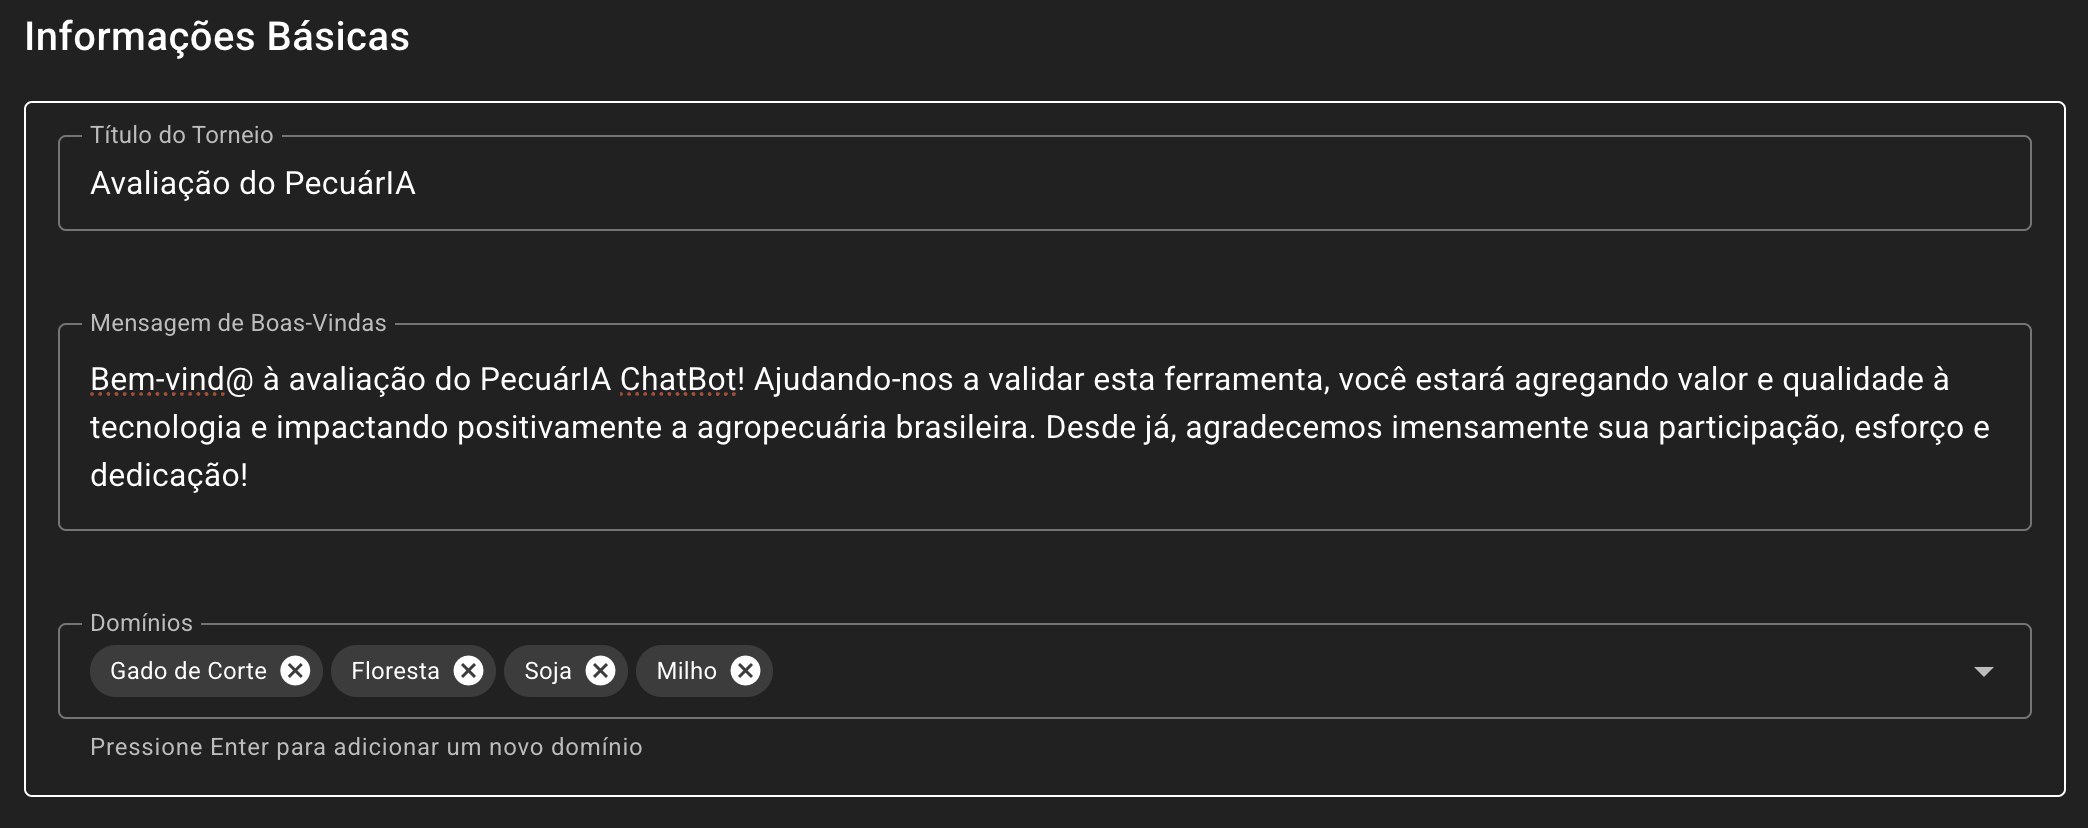 Informações Básicas
Título do Torneio
Avaliação do PecuárIA
Mensagem de Boas-Vindas
Bem-vind@ à avaliação do PecuárIA ChatBot! Ajudando-nos a validar esta ferramenta, você estará agregando valor e qualidade à
tecnologia e impactando positivamente a agropecuária brasileira. Desde já, agradecemos imensamente sua participação, esforço e
dedicação!
Domínios
Gado de Corte Floresta Soja Milho
Pressione Enter para adicionar um novo domínio